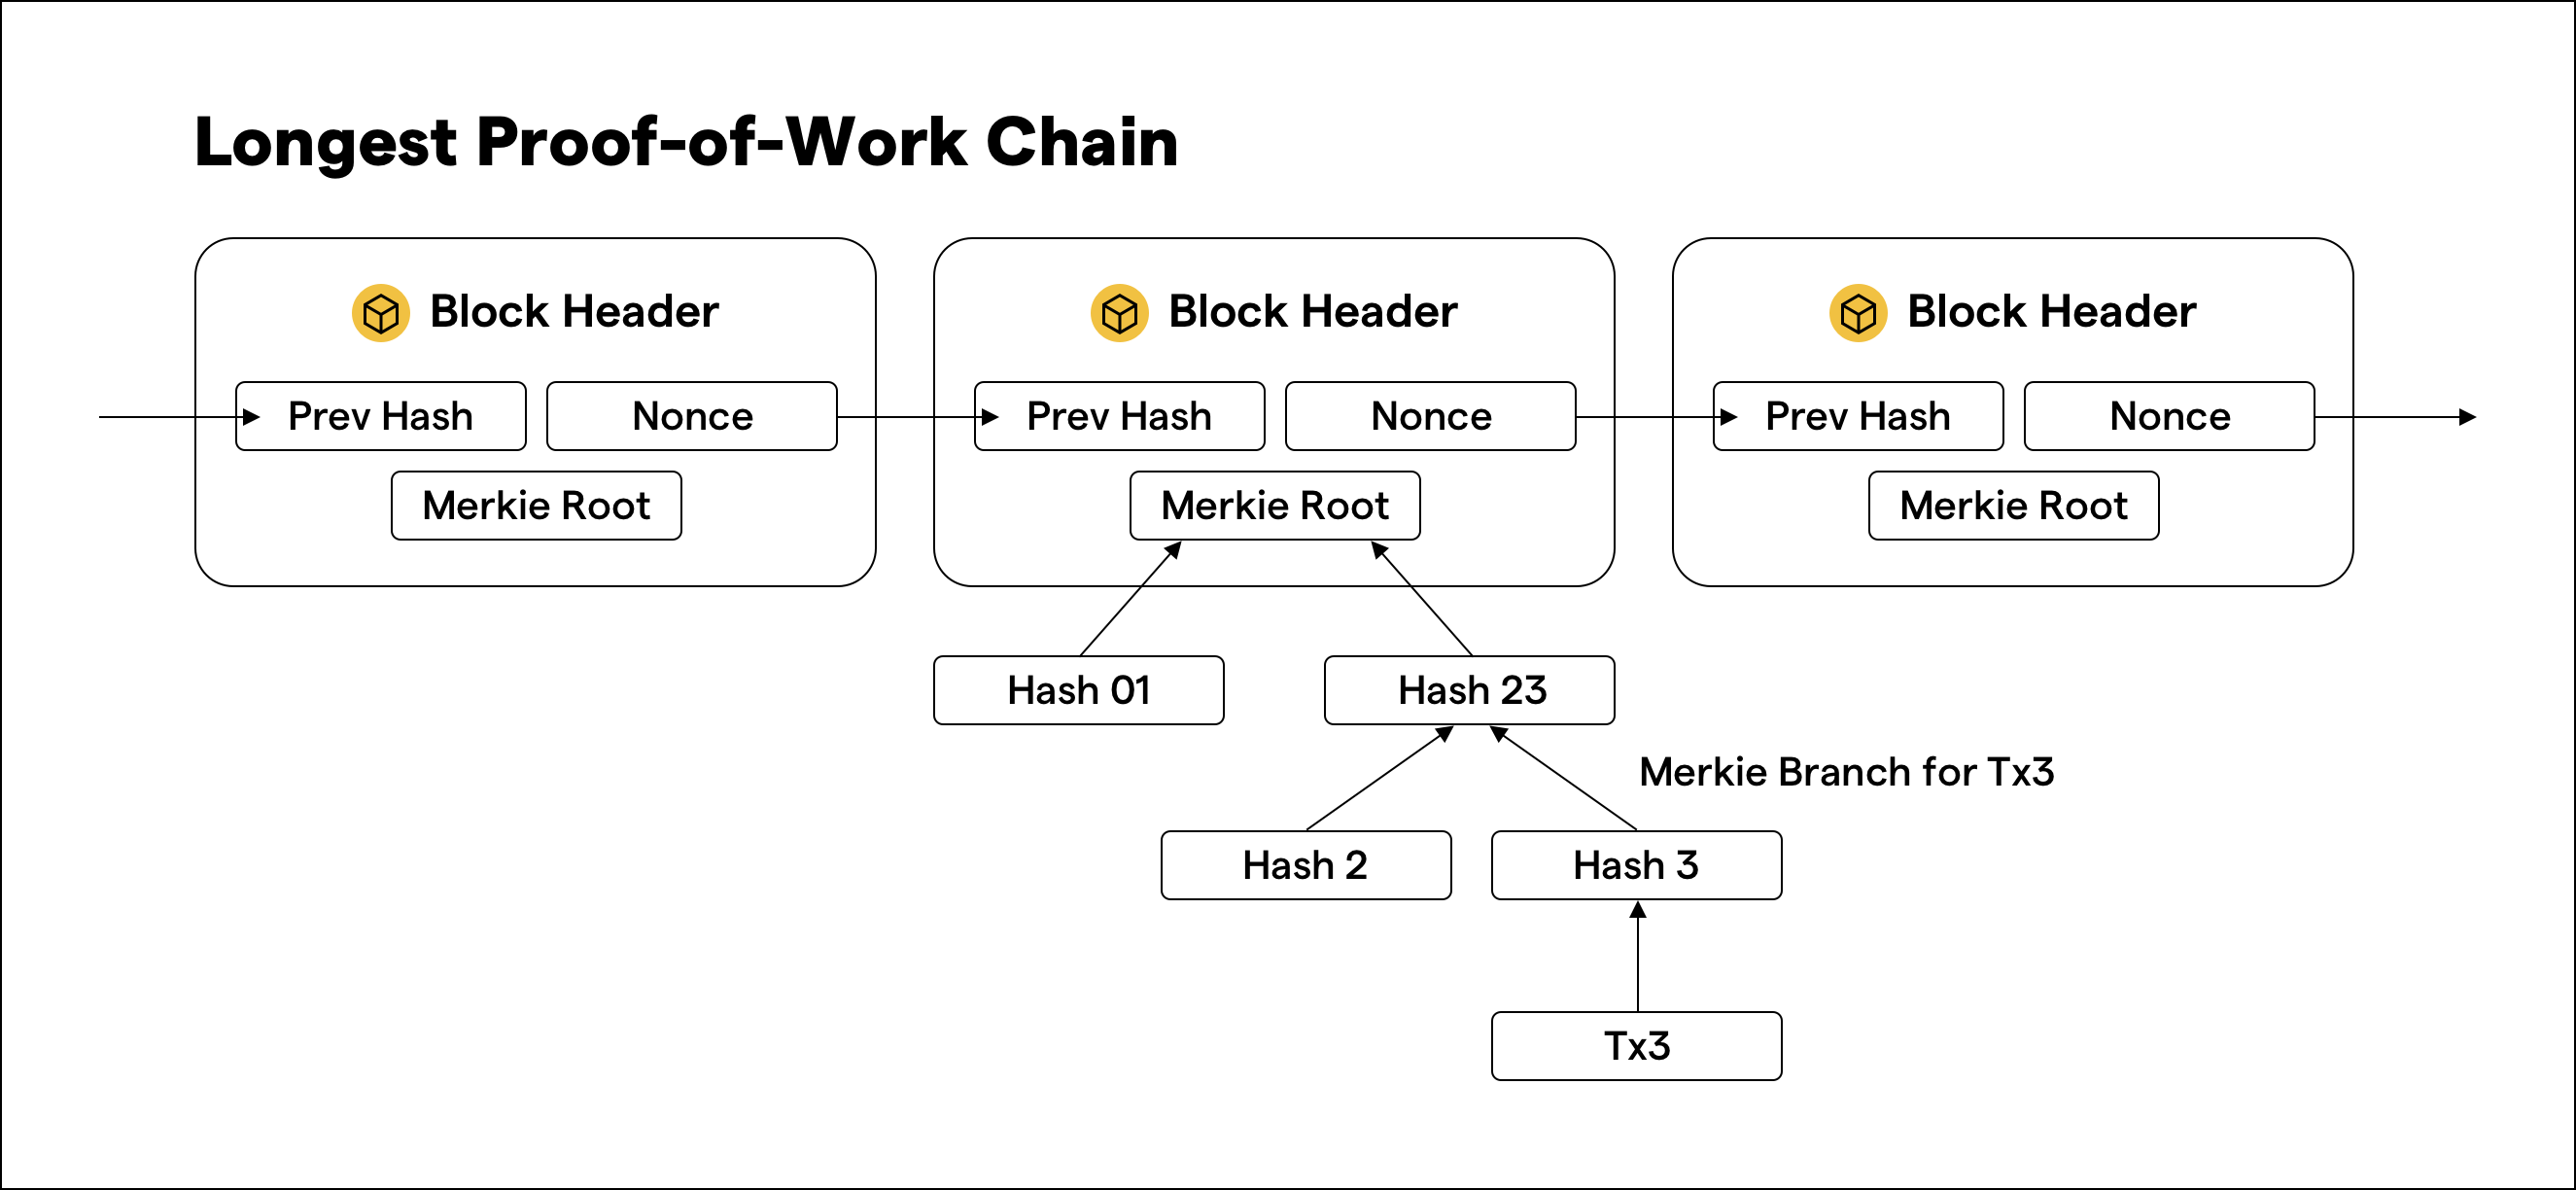 Longest Proof-of-Work Chain
Block Header
Prev Hash
Nonce
Merkie Root
Block Header
Prev Hash
Nonce
Merkie Root
Block Header
Prev Hash
Nonce
Merkie Root
Hash 01
Hash 23
Merkie Branch for Tx3
Hash 2
Hash 3
Tx3